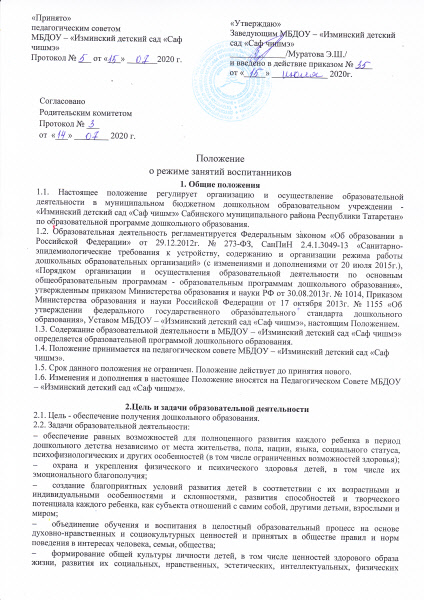 «Принято»
педагогическим советом
МБДОУ – «Изминский детский сад «Саф
чишмэ»
Протокол № 5 от «15» 07 2020 г.
«Утверждаю»
Заведующим МБДОУ – «Изминский детский
сад «Саф чишмэ»
/Муратова Э.Ш./
и введено в действие приказом № 35
от «15» июля 2020г.
Согласовано
Родительским комитетом
Протокол № 3
от «14» 07 2020 г.
Положение
о режиме занятий воспитанников
1. Общие положения
1.1. Настоящее положение регулирует организацию и осуществление образовательной
деятельности в муниципальном бюджетном дошкольном образовательном учреждении -
«Изминский детский сад «Саф чишмэ» Сабинского муниципального района Республики Татарстан»
по образовательной программе дошкольного образования.
1.2. Образовательная деятельность регламентируется Федеральным законом «Об образовании в
Российской Федерации» от 29.12.2012г. № 273-ФЗ, СанПиН 2.4.1.3049-13 «Санитарно-
эпидемиологические требования к устройству, содержанию и организации режима работы
дошкольных образовательных организаций» (с изменениями и дополнениями от 20 июля 2015г.),
«Порядком организации и осуществления образовательной деятельности по основным
общеобразовательным программам - образовательным программам дошкольного образования»,
утвержденным приказом Министерства образования и науки РФ от 30.08.2013г. № 1014, Приказом
Министерства образования и науки Российской Федерации от 17 октября 2013г. № 1155 «Об
утверждении федерального государственного образовательного стандарта дошкольного
образования», Уставом МБДОУ – «Изминский детский сад «Саф чишмэ», настоящим Положением.
1.3. Содержание образовательной деятельности в МБДОУ – «Изминский детский сад «Саф чишмэ»
определяется образовательной программой дошкольного образования.
1.4. Положение принимается на педагогическом совете МБДОУ – «Изминский детский сад «Саф
чишмэ».
1.5. Срок данного положения не ограничен. Положение действует до принятия нового.
1.6. Изменения и дополнения в настоящее Положение вносятся на Педагогическом Совете МБДОУ
– «Изминский детский сад «Саф чишмэ».
2.Цель и задачи образовательной деятельности
2.1. Цель - обеспечение получения дошкольного образования.
2.2. Задачи образовательной деятельности:
– обеспечение равных возможностей для полноценного развития каждого ребенка в период
дошкольного детства независимо от места жительства, пола, нации, языка, социального статуса,
психофизиологических и других особенностей (в том числе ограниченных возможностей здоровья);
– охрана и укрепления физического и психического здоровья детей, в том числе их
эмоционального благополучия;
– создание благоприятных условий развития детей в соответствии с их возрастными и
индивидуальными особенностями и склонностями, развития способностей и творческого
потенциала каждого ребенка, как субъекта отношений с самим собой, другими детьми, взрослыми и
миром;
– объединение обучения и воспитания в целостный образовательный процесс на основе
духовно-нравственных и социокультурных ценностей и принятых в обществе правил и норм
поведения в интересах человека, семьи, общества;
– формирование общей культуры личности детей, в том числе ценностей здорового образа
жизни, развития их социальных, нравственных, эстетических, интеллектуальных, физических